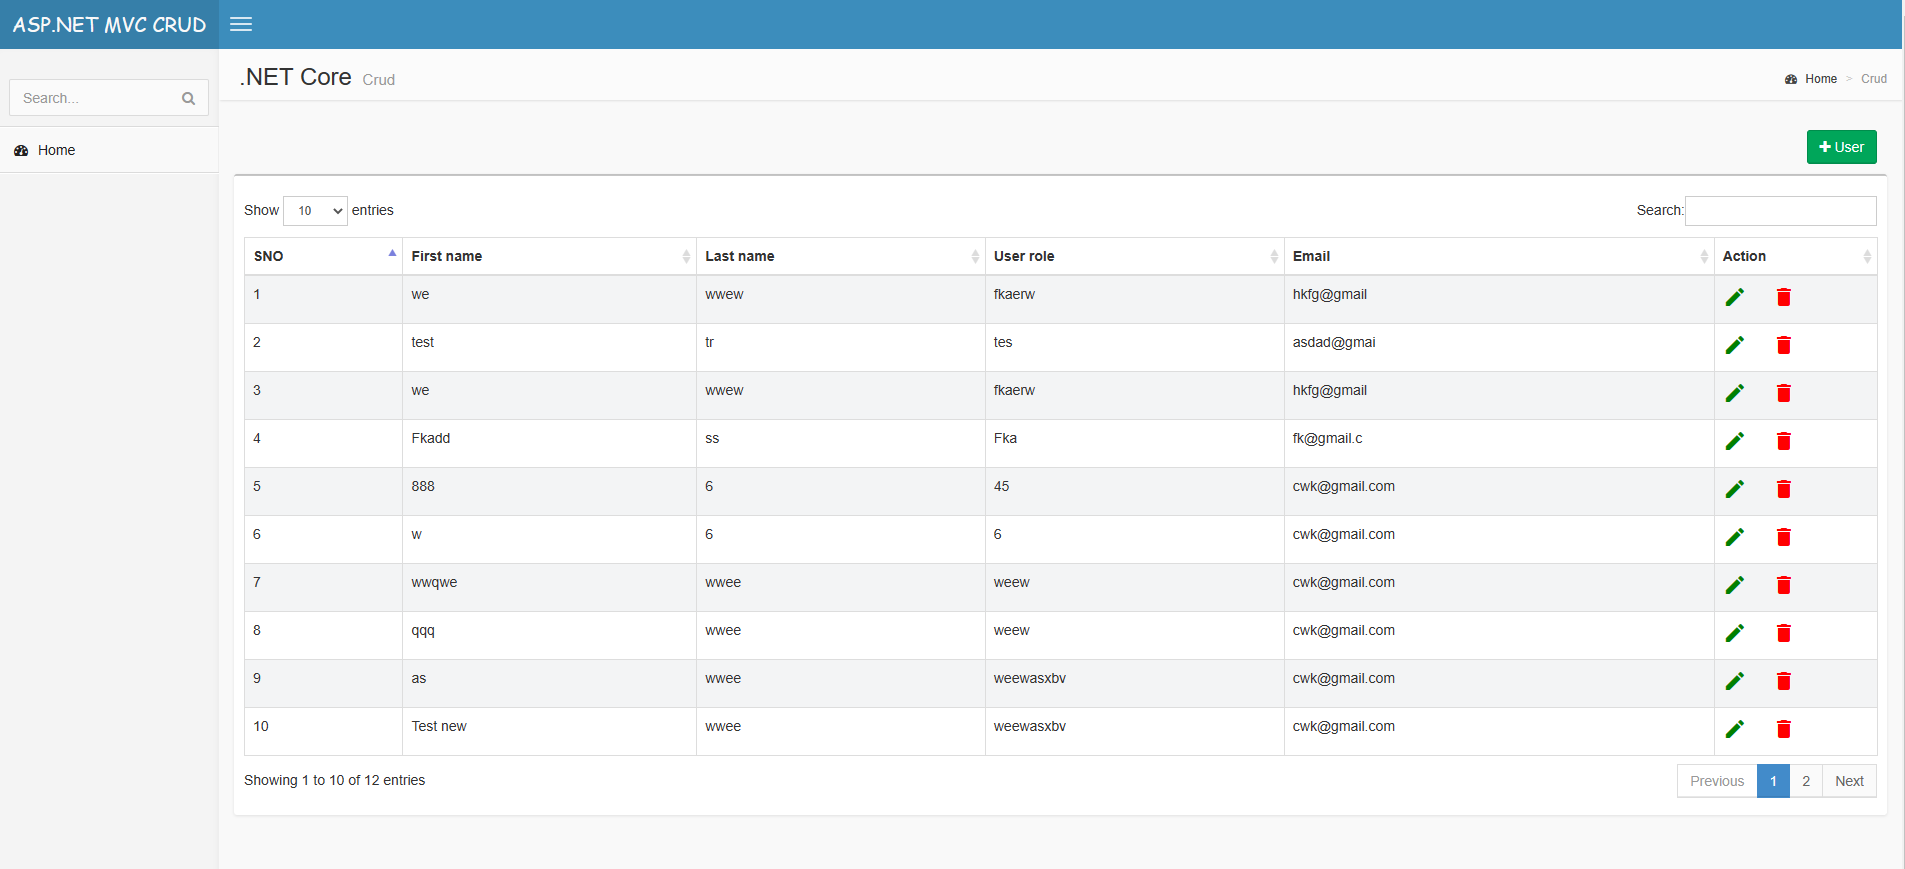 ASP.NET MVC CRUD
.NET Core Crud
Home > Crud
Search...
Home
User
Show 10 entries
Search:
SNO First name Last name User role Email Action
1 we wwew fkaerw hkfg@gmail
2 test tr tes asdad@gmai
3 we wwew fkaerw hkfg@gmail
4 Fkadd ss Fka fk@gmail.c
5 888 6 45 cwk@gmail.com
6 w 6 6 cwk@gmail.com
7 wwqwe wwee weew cwk@gmail.com
8 qqq wwee weew cwk@gmail.com
9 as wwee weewasxbv cwk@gmail.com
10 Test new wwee weewasxbv cwk@gmail.com
Showing 1 to 10 of 12 entries
Previous 1 2 Next